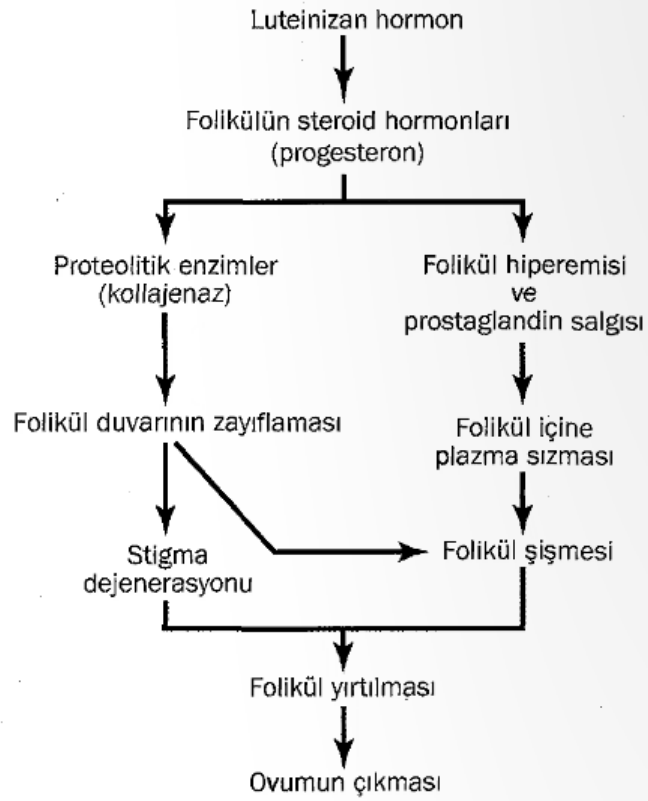 Luteinizan hormon
Folikülün steroid hormonları
(progesteron)
Proteolitik enzimler
(kollajenaz)
Folikül hiperemisi
ve
prostaglandin salgısı
Folikül duvarının zayıflaması
Folikül içine
plazma sızması
Stigma
dejenerasyonu
Folikül şişmesi
Folikül yırtılması
Ovumun çıkması